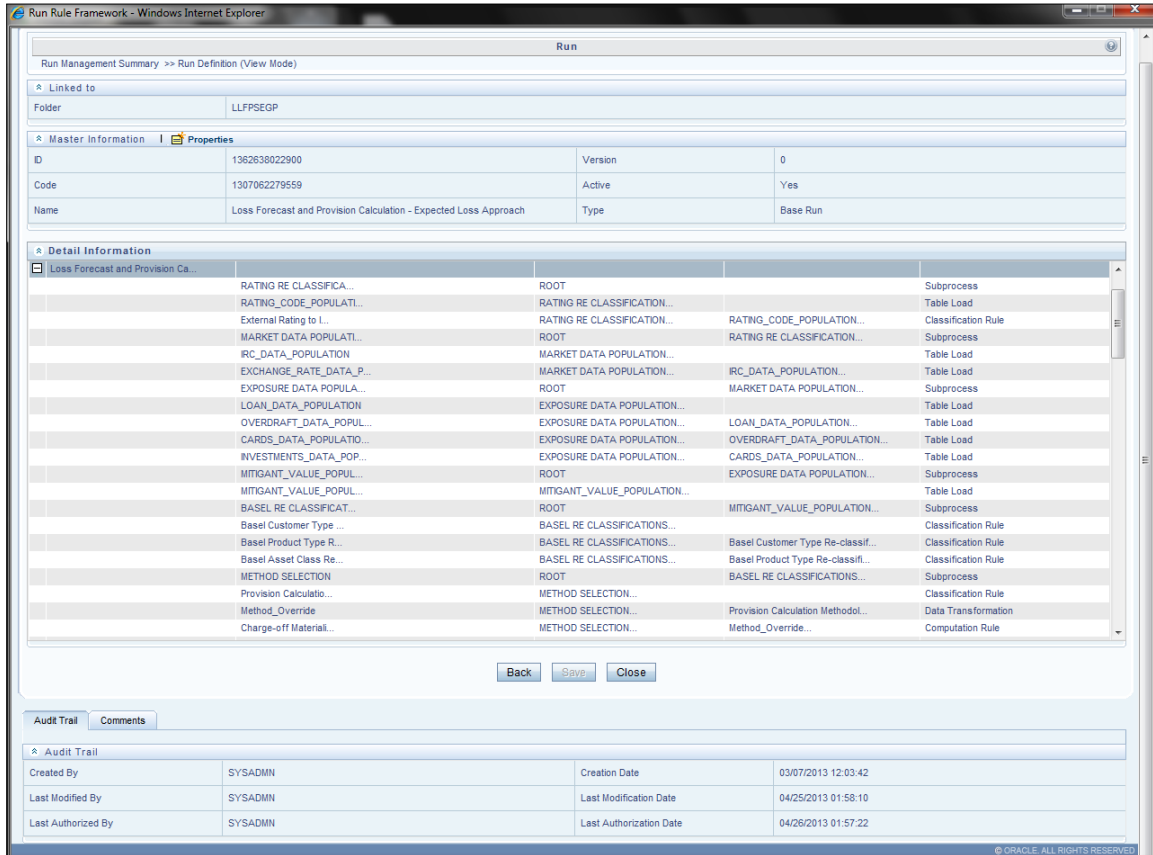 Run Rule Framework - Windows Internet Explorer
Run
Run Management Summary >> Run Definition (View Mode)
Linked to
Folder LLFPSEGP
Master Information | Properties
ID 1362638022900 Version 0
Code 1307062279559 Active Yes
Name Loss Forecast and Provision Calculation - Expected Loss Approach Type Base Run
Detail Information
Loss Forecast and Provision Ca...
RATING RE CLASSIFICA... ROOT Subprocess
RATING_CODE_POPULATI... RATING RE CLASSIFICATION... Table Load
External Rating to I... RATING RE CLASSIFICATION... RATING_CODE_POPULATION... Classification Rule
MARKET DATA POPULATI... ROOT RATING RE CLASSIFICATION... Subprocess
IRC_DATA_POPULATION MARKET DATA POPULATION... Table Load
EXCHANGE_RATE_DATA_P... MARKET DATA POPULATION... IRC_DATA_POPULATION... Table Load
EXPOSURE DATA POPULA... ROOT MARKET DATA POPULATION... Subprocess
LOAN_DATA_POPULATION EXPOSURE DATA POPULATION... Table Load
OVERDRAFT_DATA_POPUL... EXPOSURE DATA POPULATION... LOAN_DATA_POPULATION... Table Load
CARDS_DATA_POPULATIO... EXPOSURE DATA POPULATION... OVERDRAFT_DATA_POPULATION... Table Load
INVESTMENTS_DATA_POP... EXPOSURE DATA POPULATION... CARDS_DATA_POPULATION... Table Load
MITIGANT_VALUE_POPUL... ROOT EXPOSURE DATA POPULATION... Subprocess
MITIGANT_VALUE_POPUL... MITIGANT_VALUE_POPULATION... Table Load
BASEL RE CLASSIFICAT... ROOT MITIGANT_VALUE_POPULATION... Subprocess
Basel Customer Type ... BASEL RE CLASSIFICATIONS... Classification Rule
Basel Product Type R... BASEL RE CLASSIFICATIONS... Basel Customer Type Re-classif... Classification Rule
Basel Asset Class Re... BASEL RE CLASSIFICATIONS... Basel Product Type Re-classifi... Classification Rule
METHOD SELECTION ROOT BASEL RE CLASSIFICATIONS... Subprocess
Provision Calculatio... METHOD SELECTION... Classification Rule
Method_Override METHOD SELECTION... Provision Calculation Methodol... Data Transformation
Charge-off Materiali... METHOD SELECTION... Method_Override... Computation Rule
Back Save Close
Audit Trail Comments
Audit Trail
Created By SYSADMN Creation Date 03/07/2013 12:03:42
Last Modified By SYSADMN Last Modification Date 04/25/2013 01:58:10
Last Authorized By SYSADMN Last Authorization Date 04/26/2013 01:57:22
© ORACLE. ALL RIGHTS RESERVED